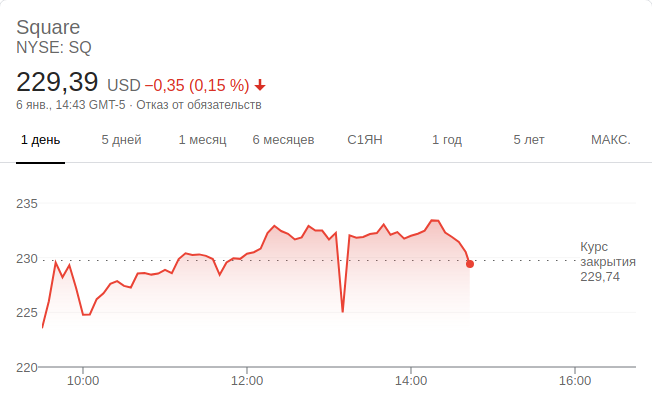 Square
NYSE: SQ
229,39 USD −0,35 (0,15 %)
6 янв., 14:43 GMT-5 · Отказ от обязательств
1 день 5 дней 1 месяц 6 месяцев С1ЯН 1 год 5 лет МАКС.
235
230
225
220
Курс
закрытия
229,74
10:00 12:00 14:00 16:00